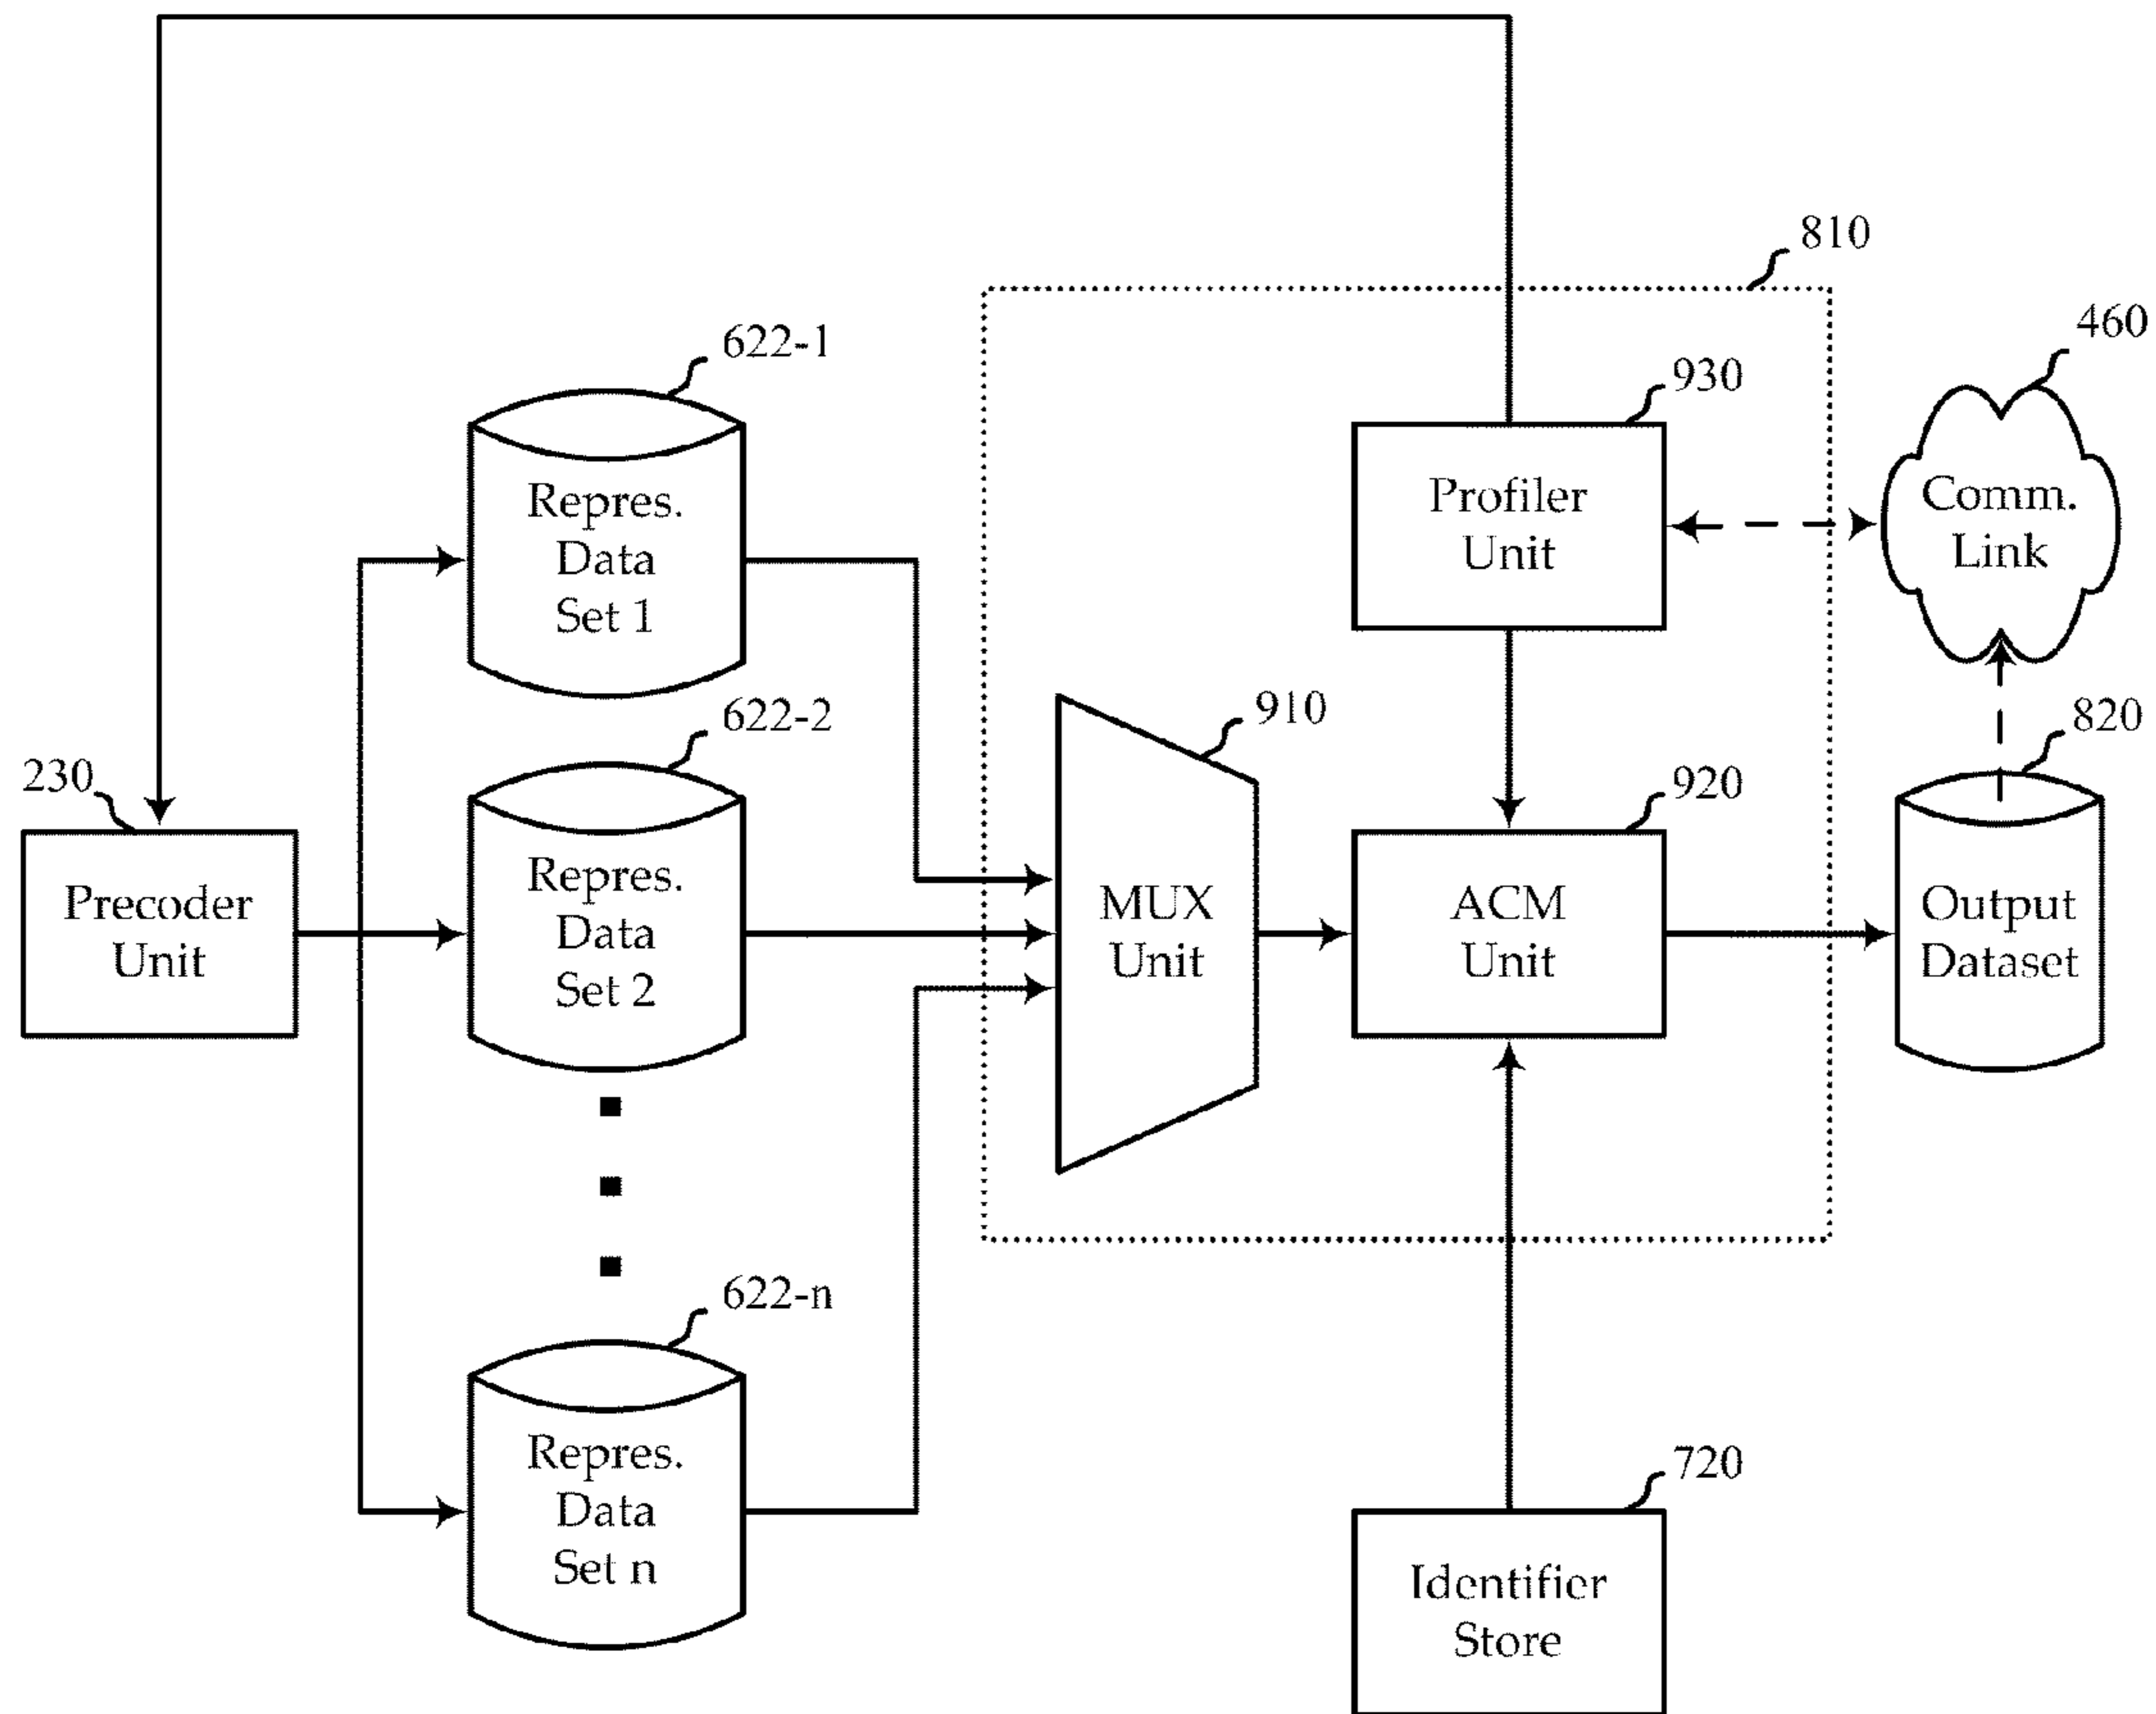 810
460
622-1
930
Repres.
Data
Set 1
Profiler
Unit
Comm.
Link
622-2
910
820
230
920
Precoder
Unit
Repres.
Data
Set 2
MUX
Unit
ACM
Unit
Output
Dataset
622-n
720
Repres.
Data
Set n
Identifier
Store